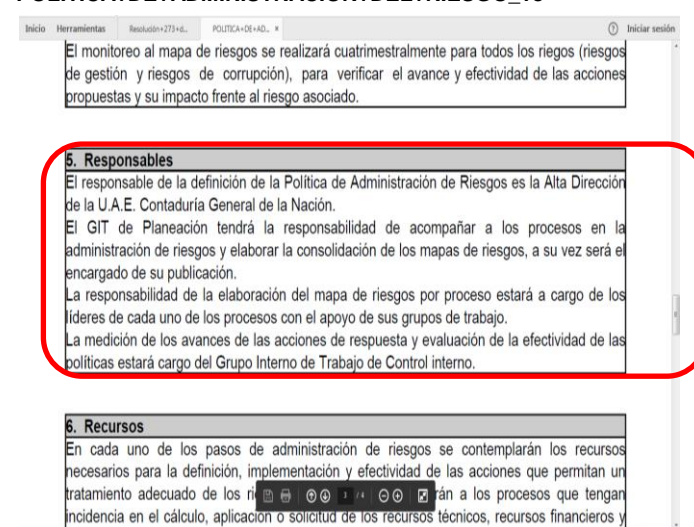 Inicio Herramientas Resolución+273+d... POLITICA+DE+AD... × Iniciar sesión
El monitoreo al mapa de riesgos se realizará cuatrimestralmente para todos los riegos (riesgos
de gestión y riesgos de corrupción), para verificar el avance y efectividad de las acciones
propuestas y su impacto frente al riesgo asociado.
5. Responsables
El responsable de la definición de la Política de Administración de Riesgos es la Alta Dirección
de la U.A.E. Contaduría General de la Nación.
El GIT de Planeación tendrá la responsabilidad de acompañar a los procesos en la
administración de riesgos y elaborar la consolidación de los mapas de riesgos, a su vez será el
encargado de su publicación.
La responsabilidad de la elaboración del mapa de riesgos por proceso estará a cargo de los
líderes de cada uno de los procesos con el apoyo de sus grupos de trabajo.
La medición de los avances de las acciones de respuesta y evaluación de la efectividad de las
políticas estará cargo del Grupo Interno de Trabajo de Control interno.
6. Recursos
En cada uno de los pasos de administración de riesgos se contemplarán los recursos
necesarios para la definición, implementación y efectividad de las acciones que permitan un
tratamiento adecuado de los a los procesos que tengan
3 / 4
incidencia en el cálculo, aplicación o solicitud de los recursos técnicos, recursos financieros y